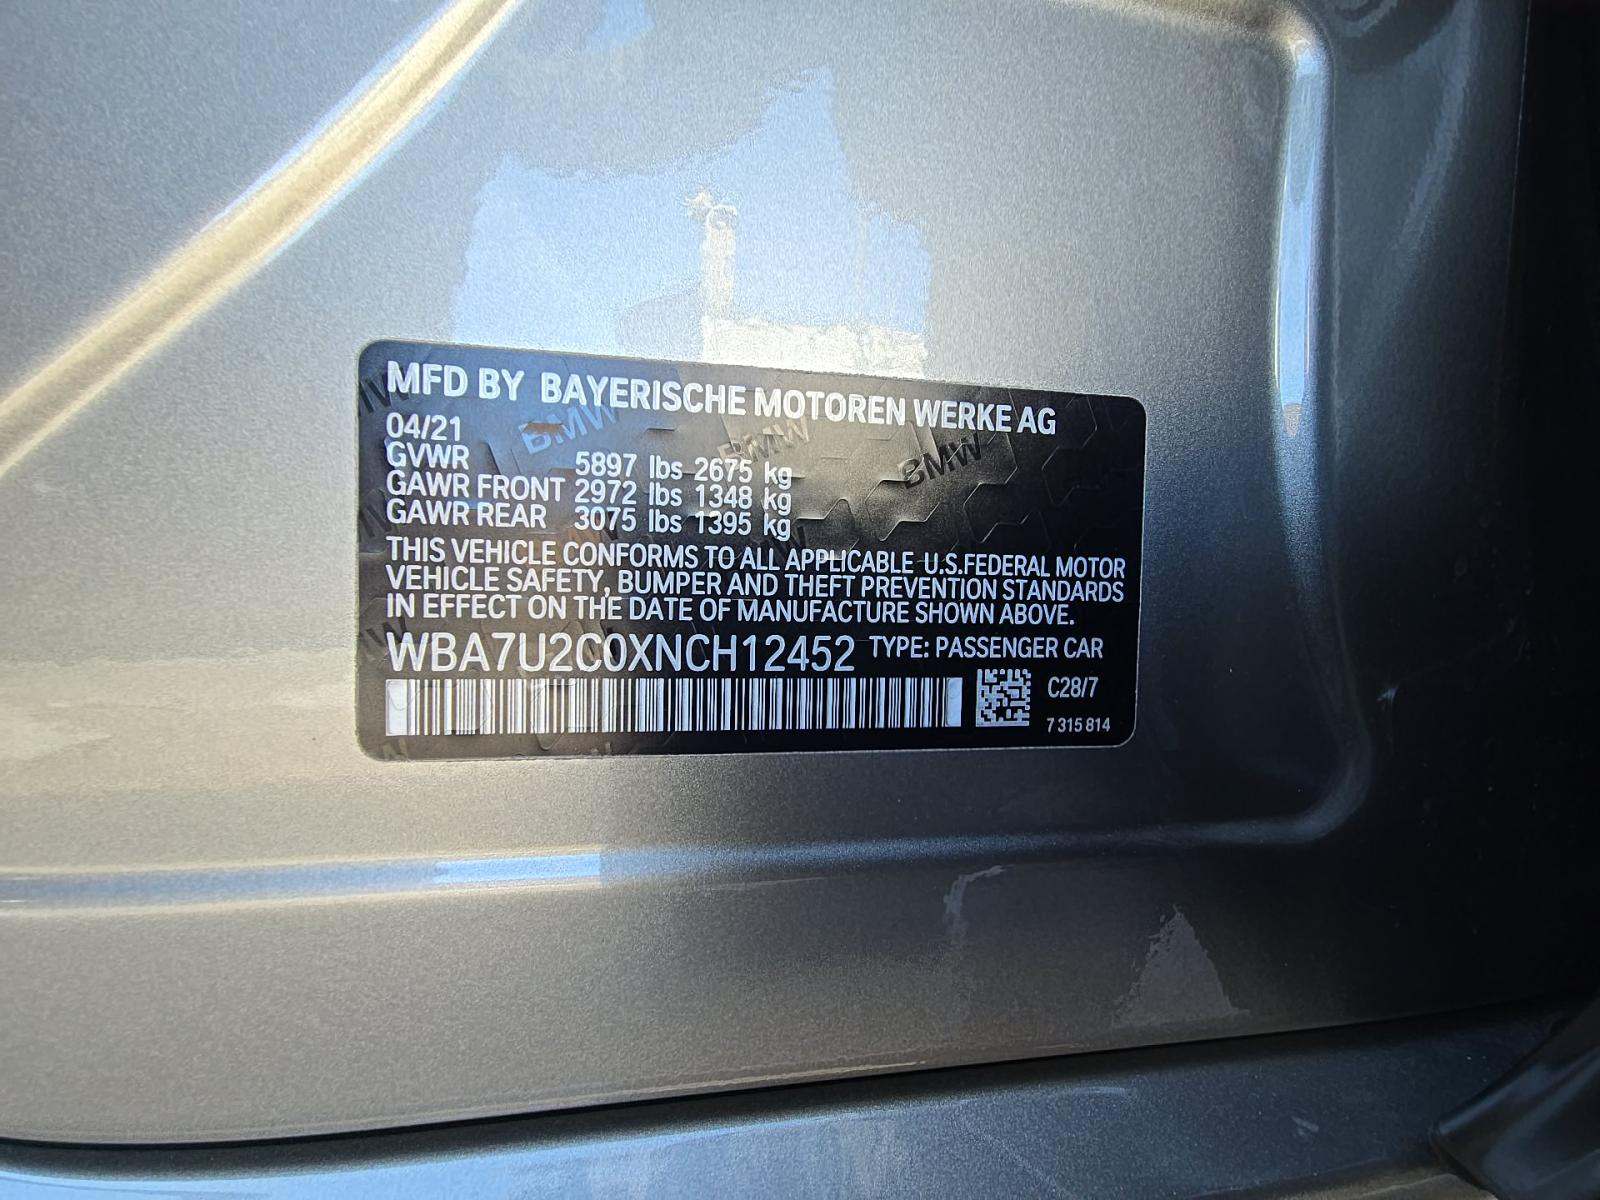 MFD BY BAYERISCHE MOTOREN WERKE AG
04/21
GVWR 5897 lbs 2675 kg
GAWR FRONT 2972 lbs 1348 kg
GAWR REAR 3075 lbs 1395 kg
THIS VEHICLE CONFORMS TO ALL APPLICABLE U.S.FEDERAL MOTOR
VEHICLE SAFETY, BUMPER AND THEFT PREVENTION STANDARDS
IN EFFECT ON THE DATE OF MANUFACTURE SHOWN ABOVE.
WBA7U2C0XNCH12452 TYPE: PASSENGER CAR
C28/7
7 315 814
BMW
BMW
BMW